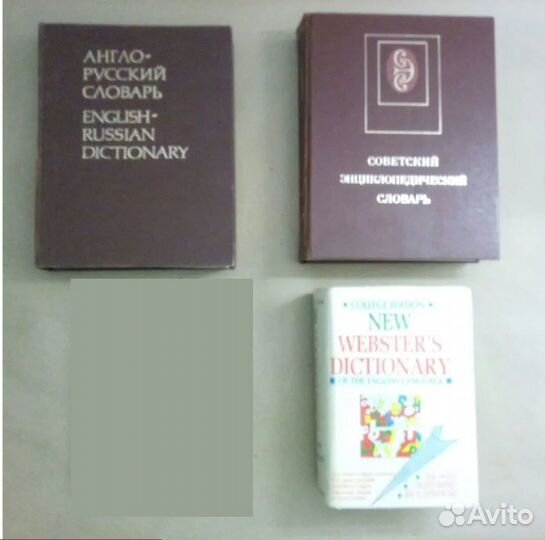 АНГЛО-
РУССКИЙ
СЛОВАРЬ
ENGLISH-
RUSSIAN
DICTIONARY
СОВЕТСКИЙ
ЭНЦИКЛОПЕДИЧЕСКИЙ
СЛОВАРЬ
COLLEGE EDITION
NEW
WEBSTER'S
DICTIONARY
OF THE ENGLISH LANGUAGE
Avito